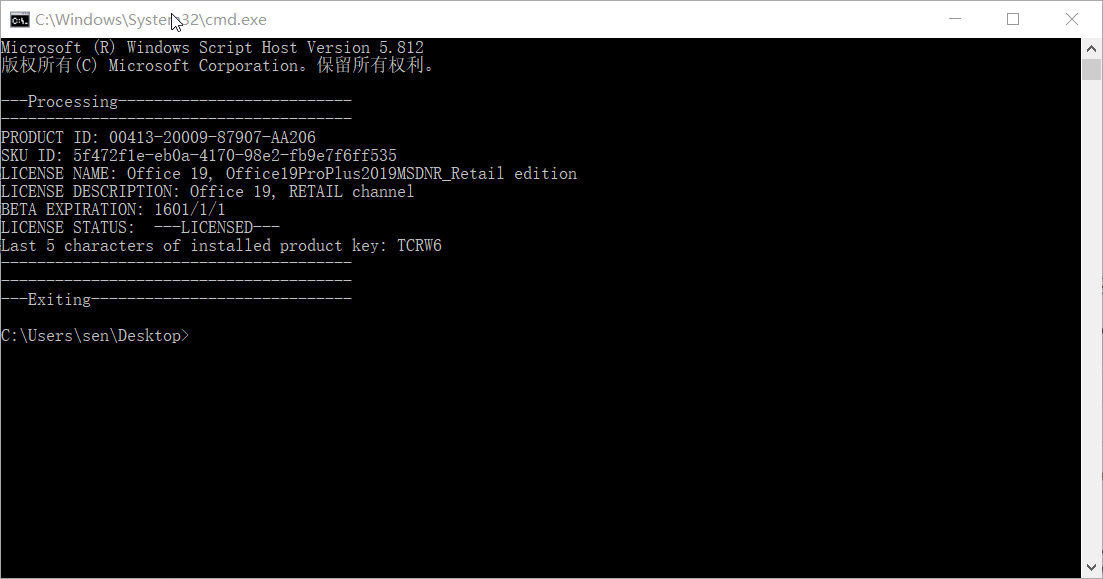 C:\Windows\System32\cmd.exe
Microsoft (R) Windows Script Host Version 5.812
版权所有(C) Microsoft Corporation。保留所有权利。
---Processing--------------------------
---------------------------------------
PRODUCT ID: 00413-20009-87907-AA206
SKU ID: 5f472f1e-eb0a-4170-98e2-fb9e7f6ff535
LICENSE NAME: Office 19, Office19ProPlus2019MSDNR_Retail edition
LICENSE DESCRIPTION: Office 19, RETAIL channel
BETA EXPIRATION: 1601/1/1
LICENSE STATUS:  ---LICENSED---
Last 5 characters of installed product key: TCRW6
---------------------------------------
---------------------------------------
---Exiting-----------------------------
C:\Users\sen\Desktop>